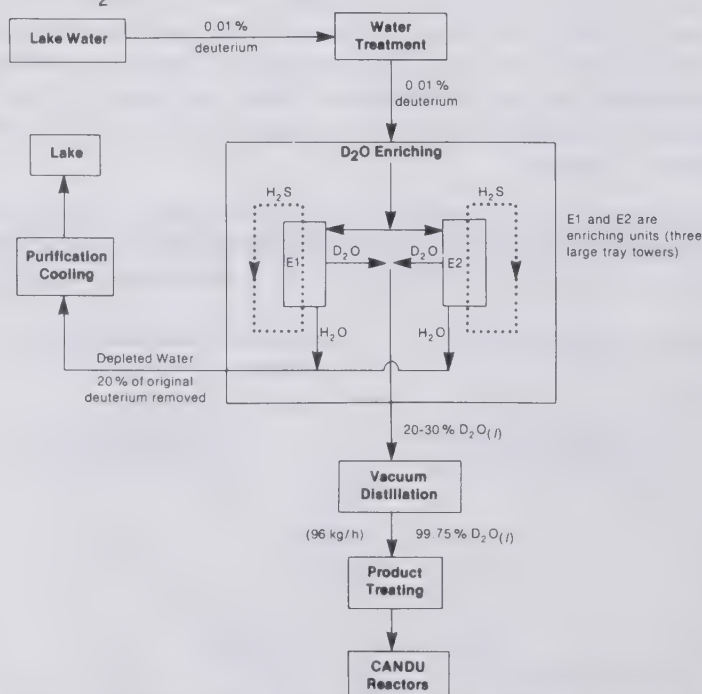 2
0.01%
Lake Water
deuterium
Water
Treatment
0.01%
deuterium
D2O Enriching
Lake
H2S
H2S
E1 and E2 are
enriching units (three
large tray towers)
Purification
Cooling
E1
D2O
D2O
E2
H2O
H2O
Depleted Water
20% of original
deuterium removed
20-30% D2O(l)
Vacuum
Distillation
(96 kg/h)
99.75% D2O(l)
Product
Treating
CANDU
Reactors